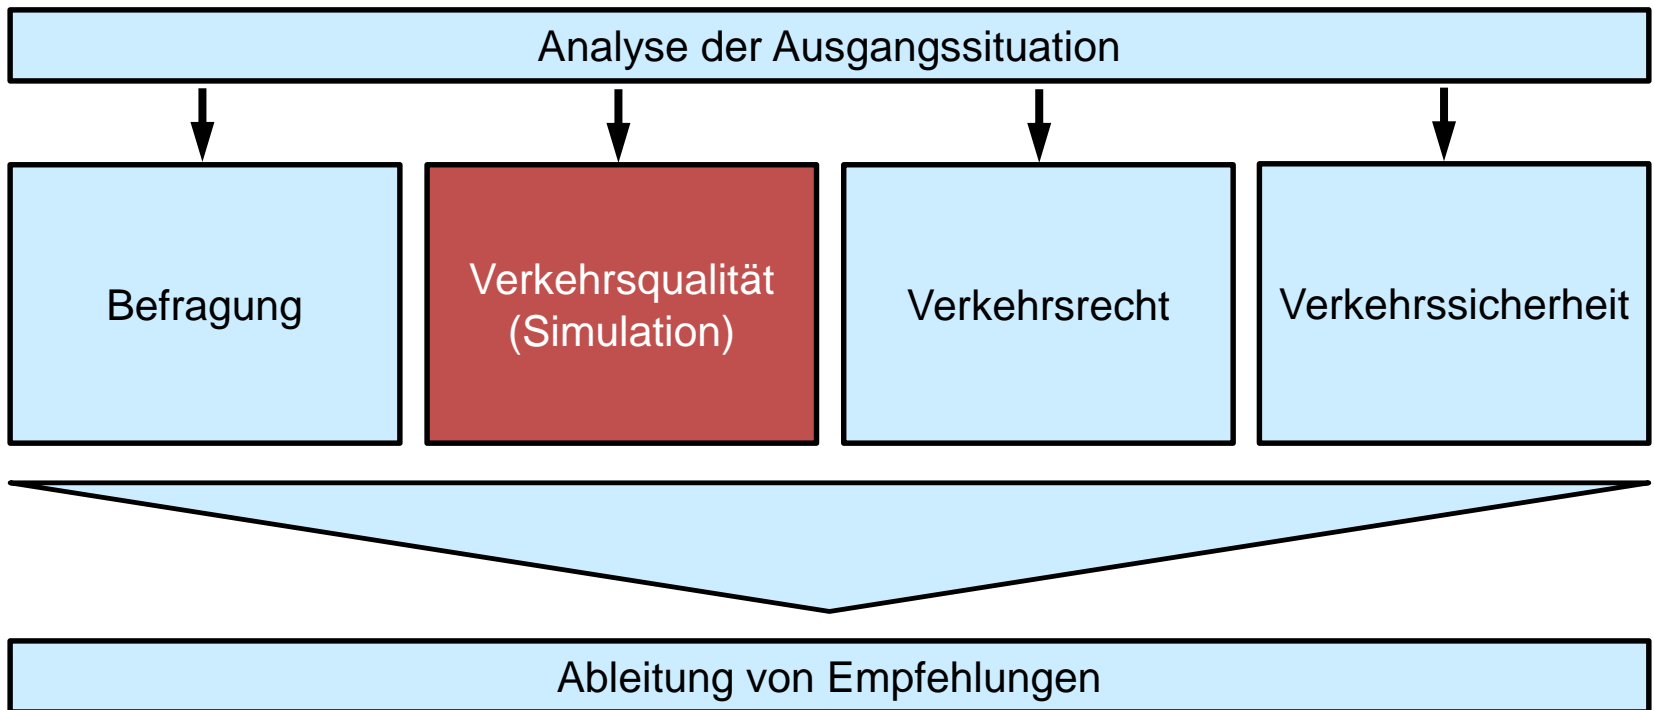 Analyse der Ausgangssituation
Befragung
Verkehrsqualität
(Simulation)
Verkehrsrecht
Verkehrssicherheit
Ableitung von Empfehlungen